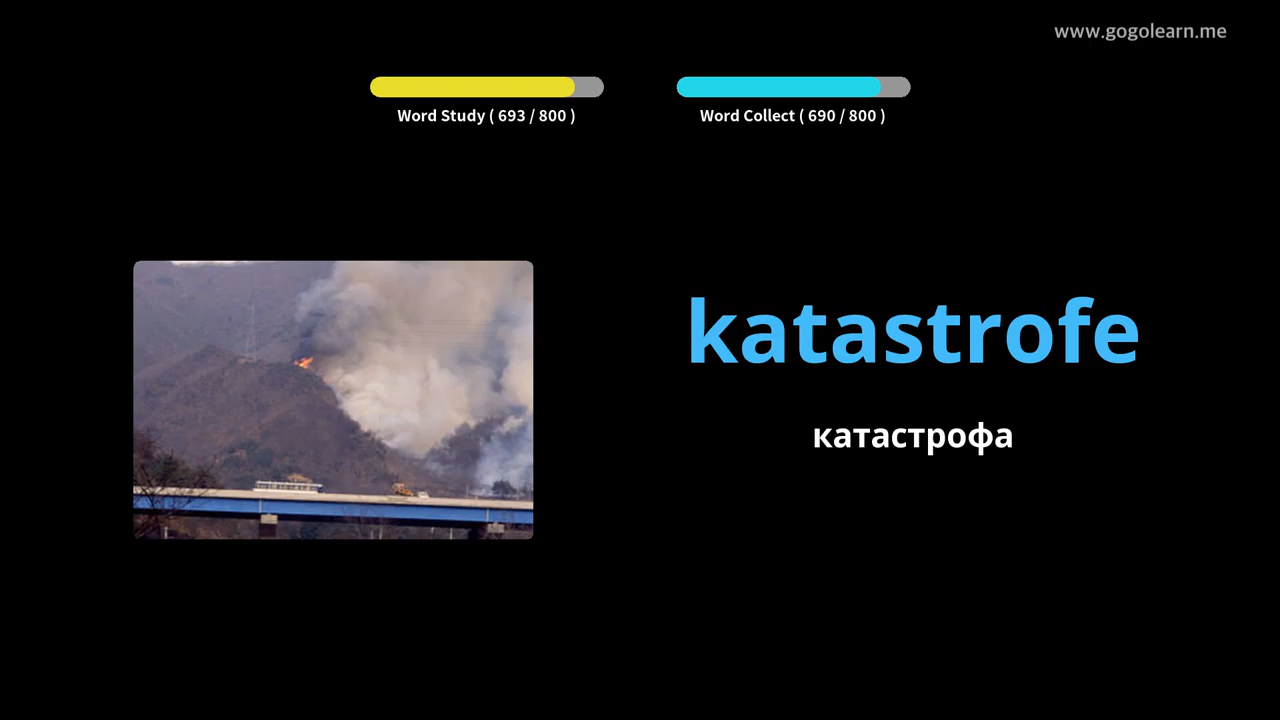 www.gogolearn.me
Word Study ( 693 / 800 )
Word Collect ( 690 / 800 )
katastrofe
катастрофа